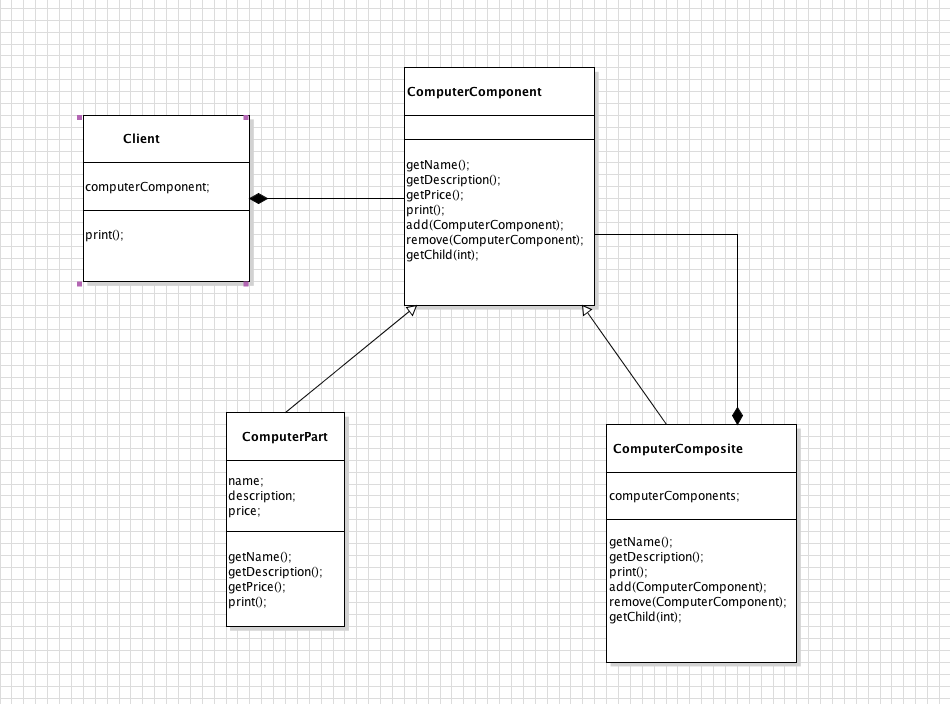 Client
computerComponent;
print();
ComputerComponent
getName();
getDescription();
getPrice();
print();
add(ComputerComponent);
remove(ComputerComponent);
getChild(int);
ComputerPart
name;
description;
price;
getName();
getDescription();
getPrice();
print();
ComputerComposite
computerComponents;
getName();
getDescription();
print();
add(ComputerComponent);
remove(ComputerComponent);
getChild(int);